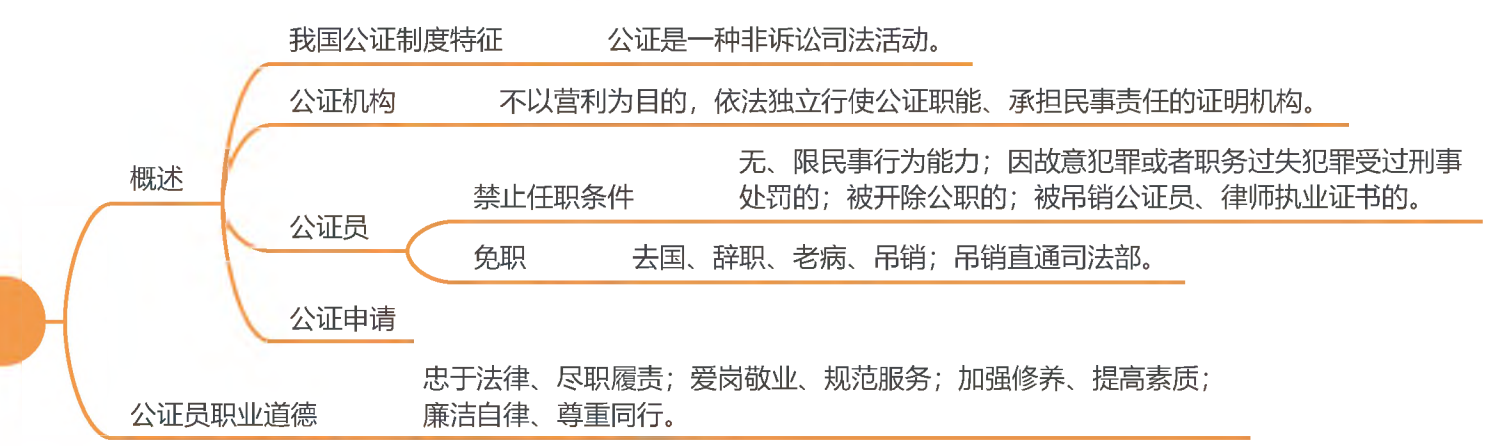 我国公证制度特征 公证是一种非诉讼司法活动。
公证机构 不以营利为目的，依法独立行使公证职能、承担民事责任的证明机构。
概述
公证员
禁止任职条件
无、限民事行为能力；因故意犯罪或者职务过失犯罪受过刑事
处罚的；被开除公职的；被吊销公证员、律师执业证书的。
免职 去国、辞职、老病、吊销；吊销直通司法部。
公证申请
公证员职业道德
忠于法律、尽职履责；爱岗敬业、规范服务；加强修养、提高素质；
廉洁自律、尊重同行。